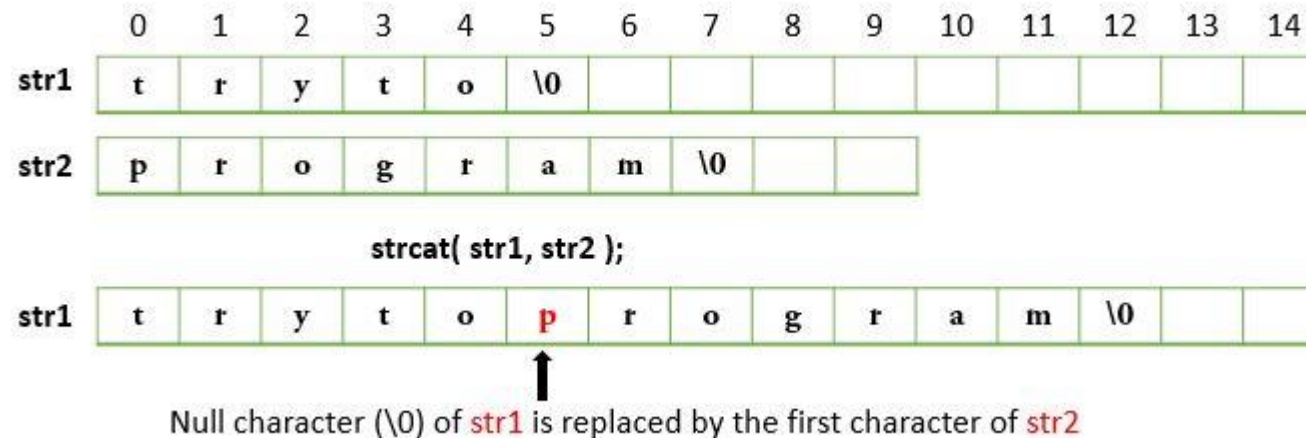 0 1 2 3 4 5 6 7 8 9 10 11 12 13 14
str1 t r y t o \0
str2 p r o g r a m \0
strcat( str1, str2 );
str1 t r y t o p r o g r a m \0
Null character (\0) of str1 is replaced by the first character of str2